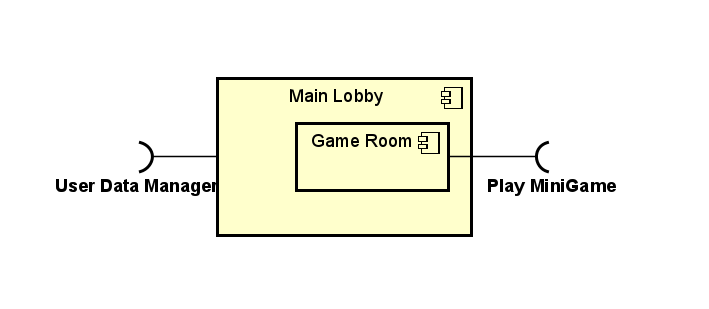 Main Lobby
Game Room
User Data Manager
Play MiniGame